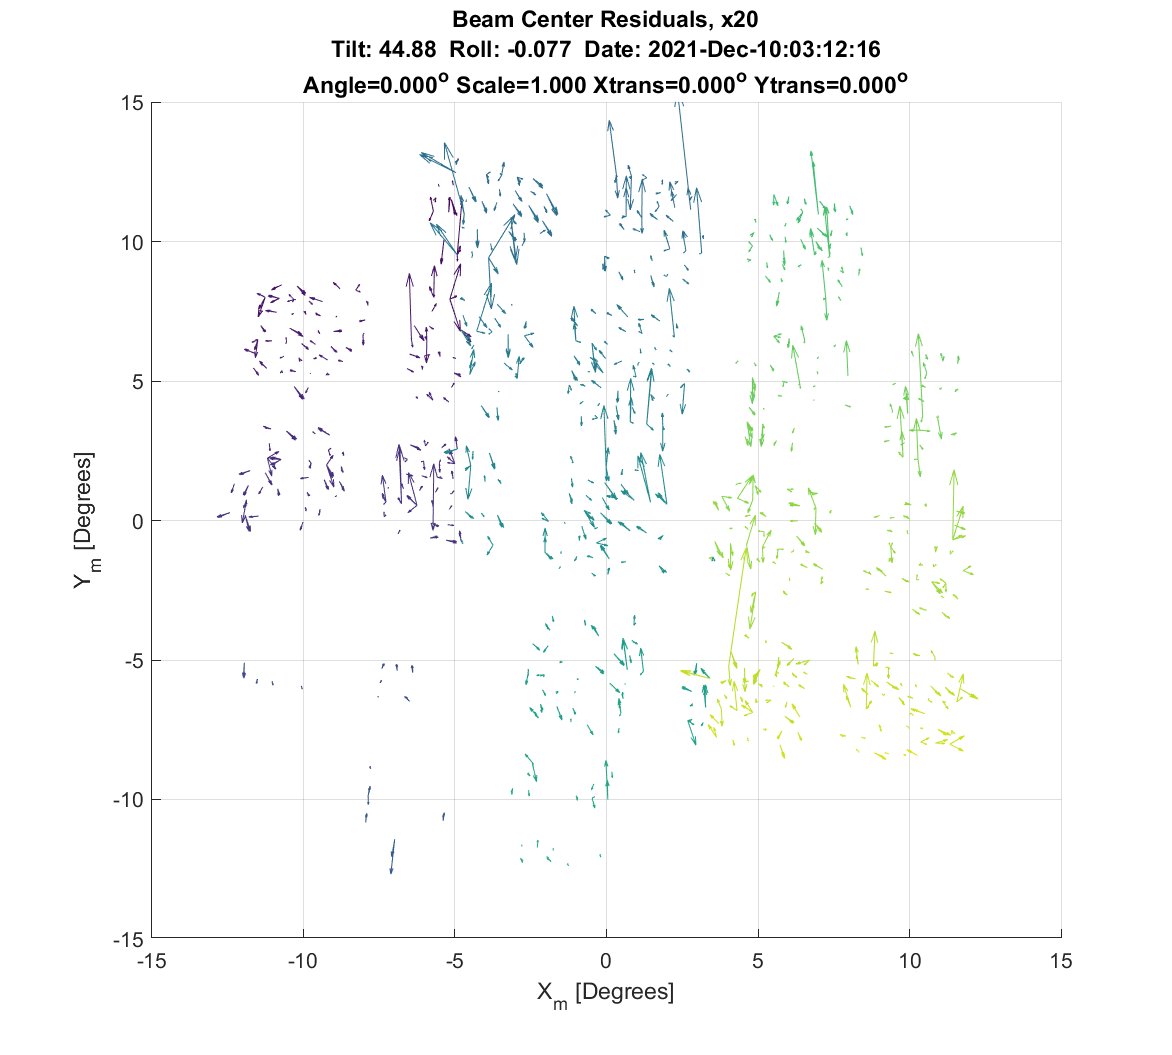 Beam Center Residuals, x20
Tilt: 44.88 Roll: -0.077 Date: 2021-Dec-10:03:12:16
Angle=0.000° Scale=1.000 Xtrans=0.000° Ytrans=0.000°
15
10
5
0
-5
-10
-15
Y_m [Degrees]
-15 -10 -5 0 5 10 15
X_m [Degrees]